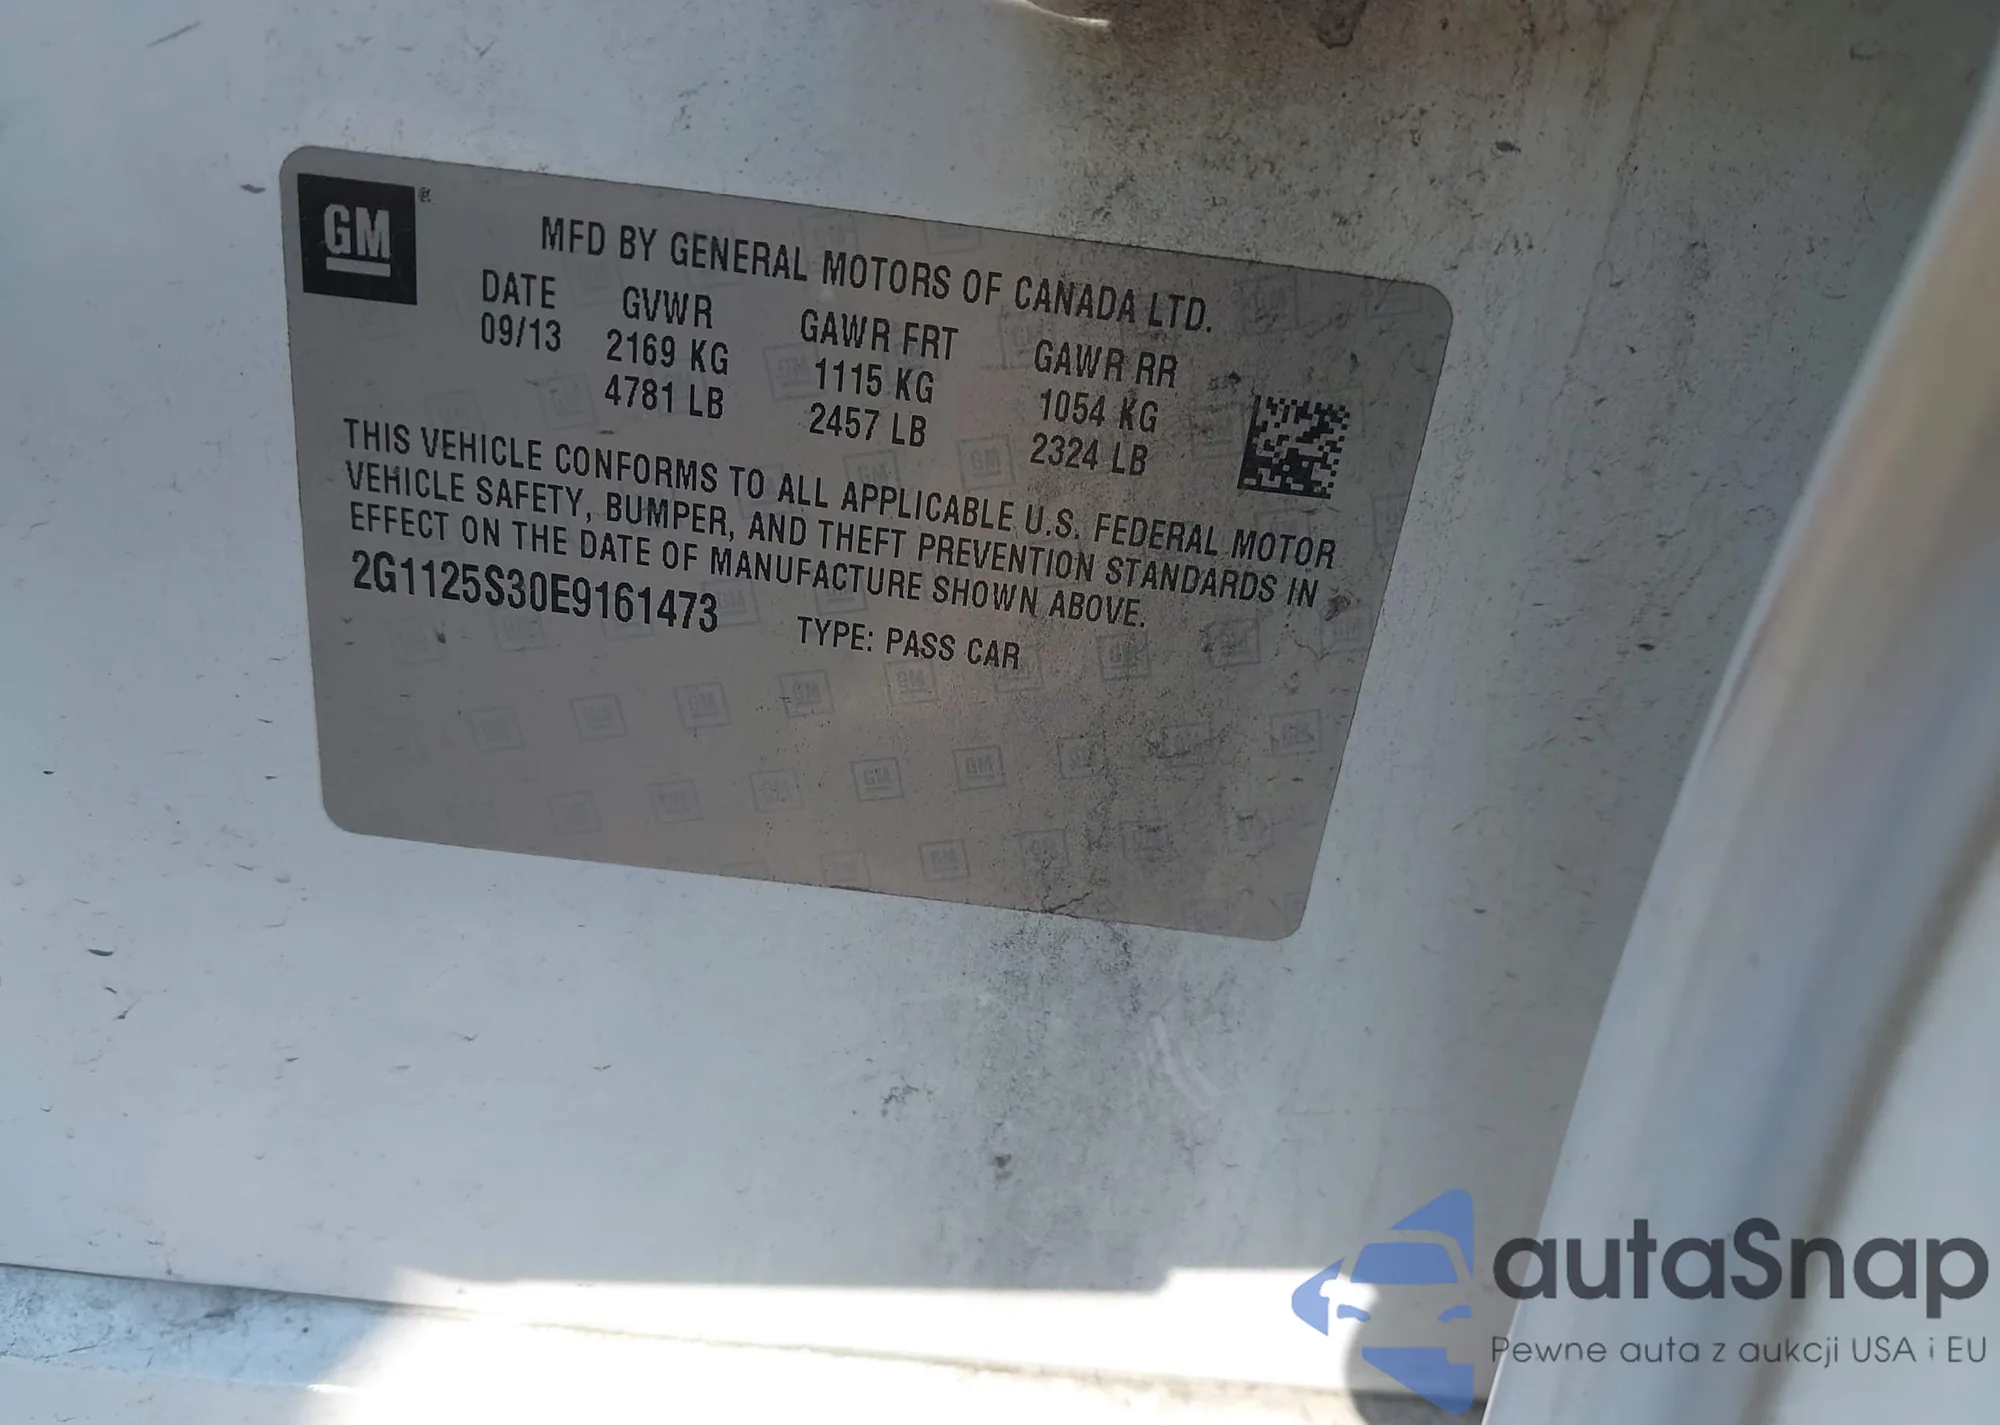 GM®
MFD BY GENERAL MOTORS OF CANADA LTD.
DATE GVWR GAWR FRT GAWR RR
09/13 2169 KG 1115 KG 1054 KG
4781 LB 2457 LB 2324 LB
THIS VEHICLE CONFORMS TO ALL APPLICABLE U.S. FEDERAL MOTOR
VEHICLE SAFETY, BUMPER, AND THEFT PREVENTION STANDARDS IN
EFFECT ON THE DATE OF MANUFACTURE SHOWN ABOVE.
2G1125S30E9161473 TYPE: PASS CAR
autaSnap
Pewne auta z aukcji USA i EU